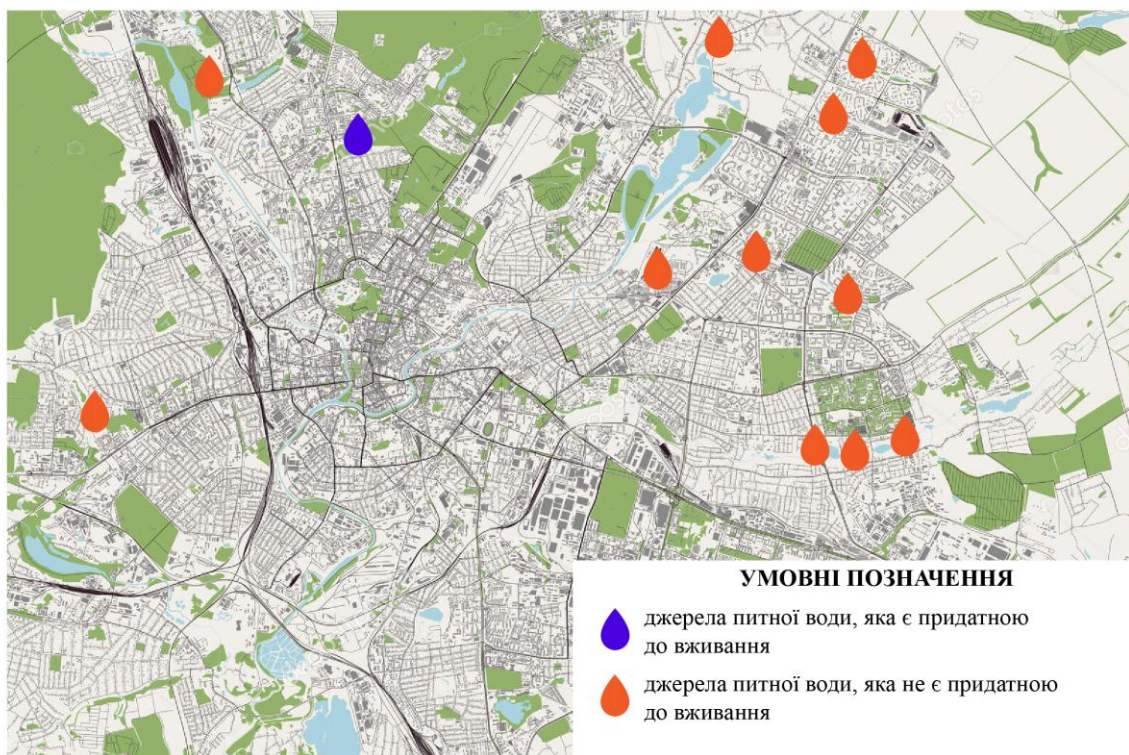 УМОВНІ ПОЗНАЧЕННЯ
джерела питної води, яка є придатною
до вживання
джерела питної води, яка не є придатною
до вживання